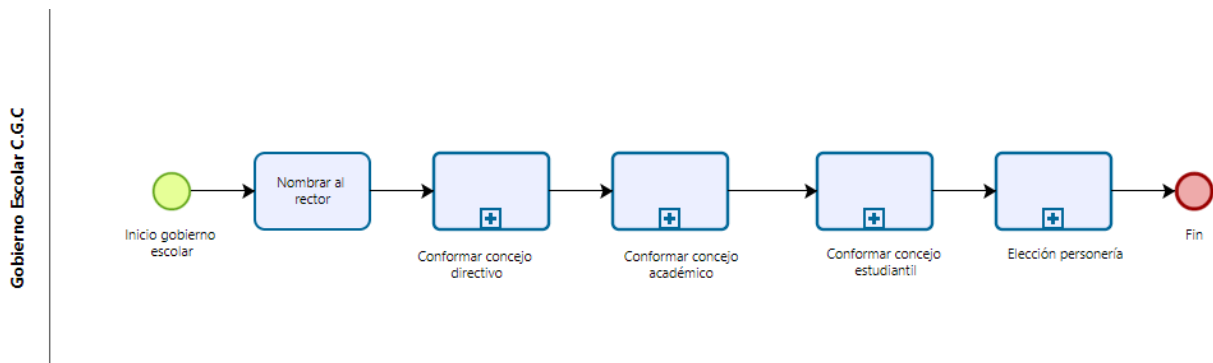 Gobierno Escolar C.G.C
Inicio gobierno
escolar
Nombrar al
rector
Conformar concejo
directivo
Conformar concejo
académico
Conformar concejo
estudiantil
Elección personería
Fin